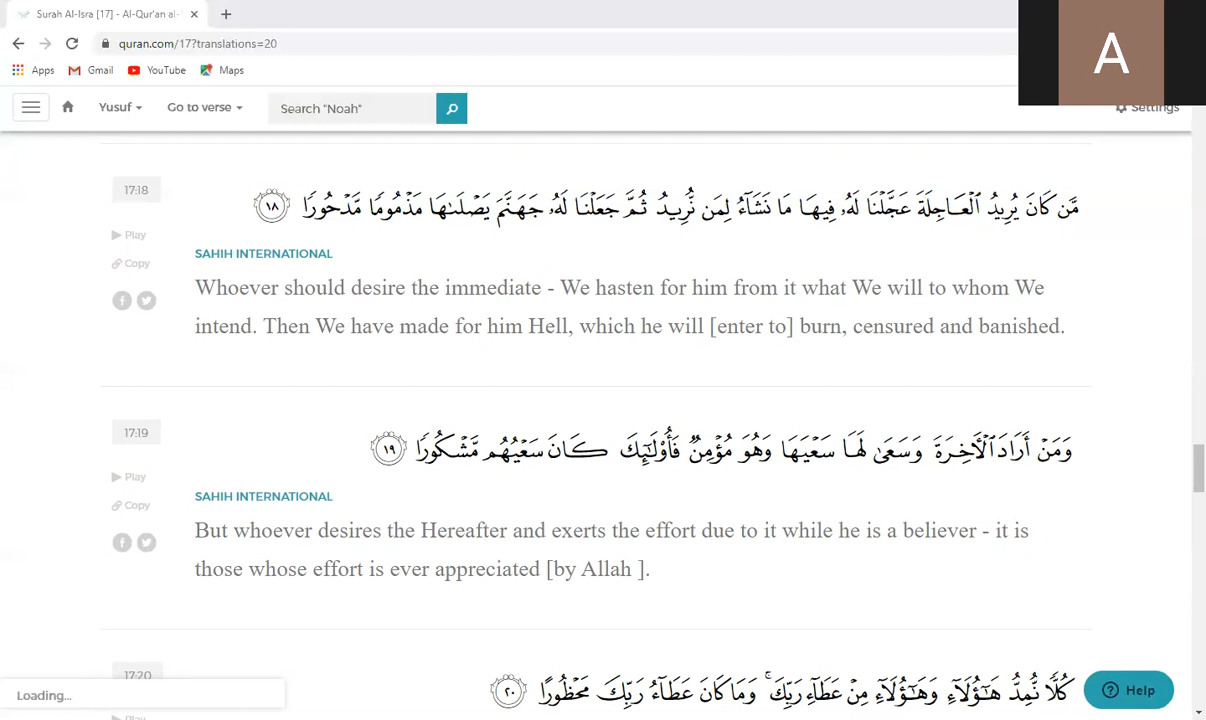 Surah Al-Isra [17] - Al-Qur'an al-
A
quran.com/17?translations=20
Apps Gmail YouTube Maps
Yusuf Go to verse Search "Noah" Settings
17:18
مَّن كَانَ يُرِيدُ ٱلْعَاجِلَةَ عَجَّلْنَا لَهُۥ فِيهَا مَا نَشَآءُ لِمَن نُّرِيدُ ثُمَّ جَعَلْنَا لَهُۥ جَهَنَّمَ يَصْلَىٰهَا مَذْمُومًا مَّدْحُورًا ١٨
Play
SAHIH INTERNATIONAL
Copy
Whoever should desire the immediate - We hasten for him from it what We will to whom We
intend. Then We have made for him Hell, which he will [enter to] burn, censured and banished.
17:19
وَمَنْ أَرَادَ ٱلْـَٔاخِرَةَ وَسَعَىٰ لَهَا سَعْيَهَا وَهُوَ مُؤْمِنٌ فَأُو۟لَـٰٓئِكَ كَانَ سَعْيُهُم مَّشْكُورًا ١٩
Play
SAHIH INTERNATIONAL
Copy
But whoever desires the Hereafter and exerts the effort due to it while he is a believer - it is
those whose effort is ever appreciated [by Allah ].
17:20
كُلًّا نُّمِدُّ هَـٰٓؤُلَآءِ وَهَـٰٓؤُلَآءِ مِنْ عَطَآءِ رَبِّكَ ۚ وَمَا كَانَ عَطَآءُ رَبِّكَ مَحْظُورًا ٢٠
Loading...
Help
Play